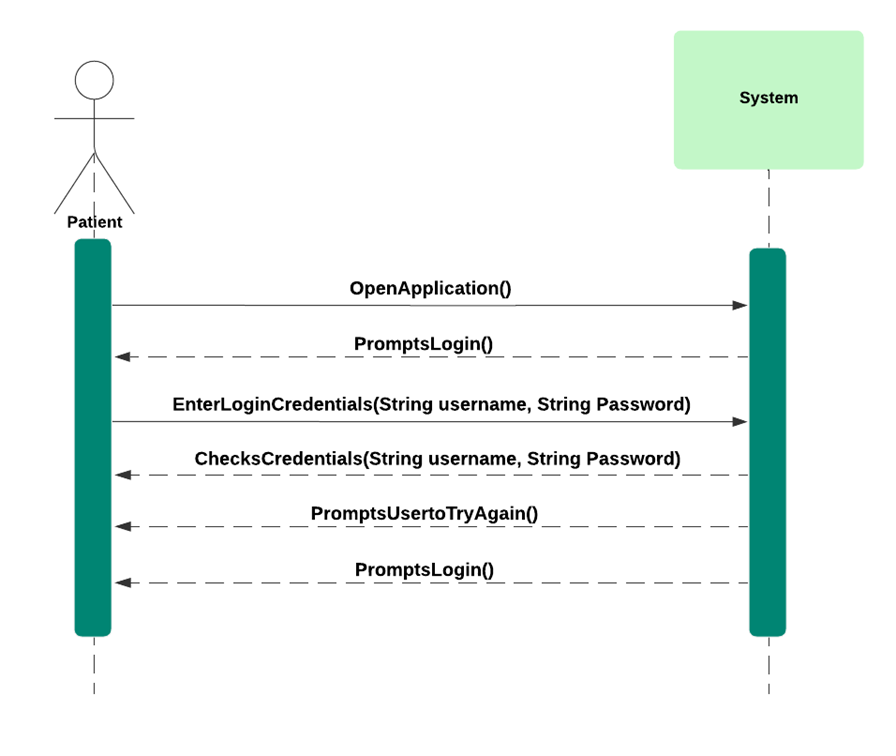 System
Patient
OpenApplication()
PromptsLogin()
EnterLoginCredentials(String username, String Password)
ChecksCredentials(String username, String Password)
PromptsUsertoTryAgain()
PromptsLogin()